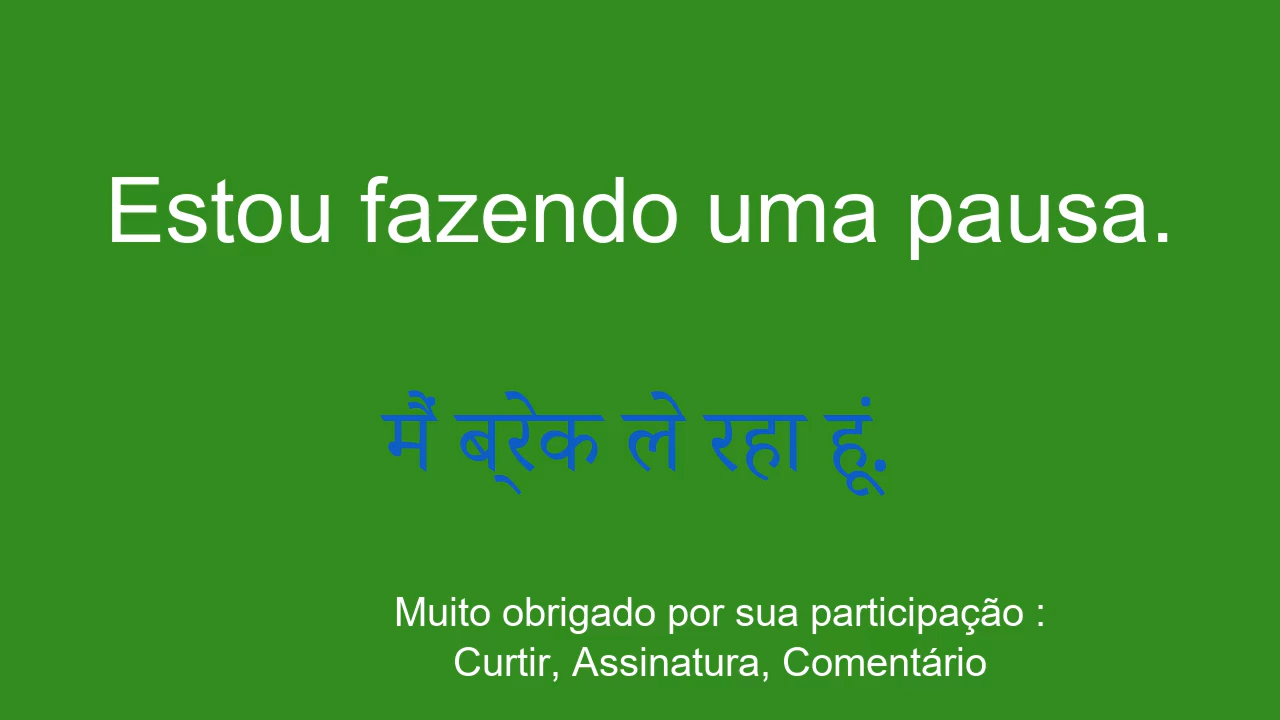 Estou fazendo uma pausa.
मैं ब्रेक ले रहा हूं.
Muito obrigado por sua participação :
Curtir, Assinatura, Comentário